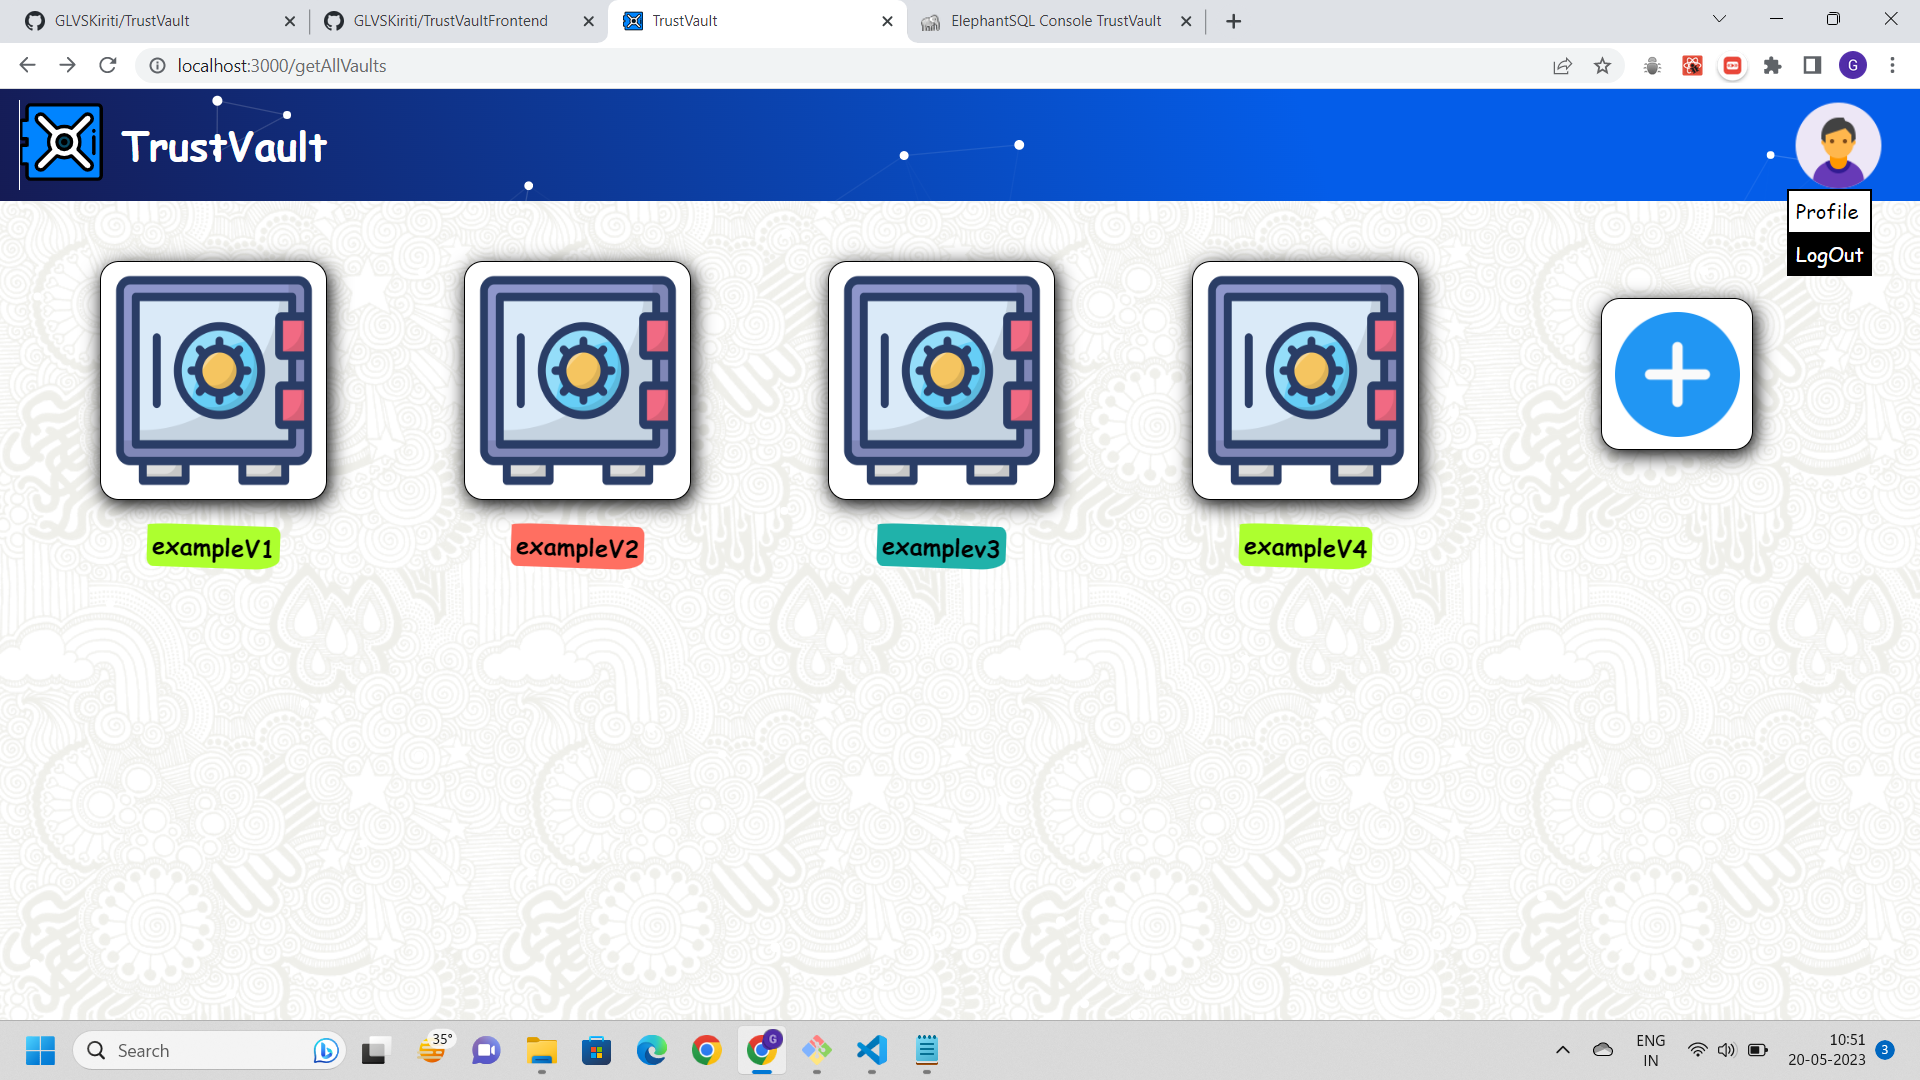 GLVSKiriti/TrustVault
GLVSKiriti/TrustVaultFrontend
TrustVault
ElephantSQL Console TrustVault
localhost:3000/getAllVaults
G
TrustVault
Profile
LogOut
exampleV1
exampleV2
examplev3
exampleV4
Search
35°
G
ENG
IN
10:51
20-05-2023
3